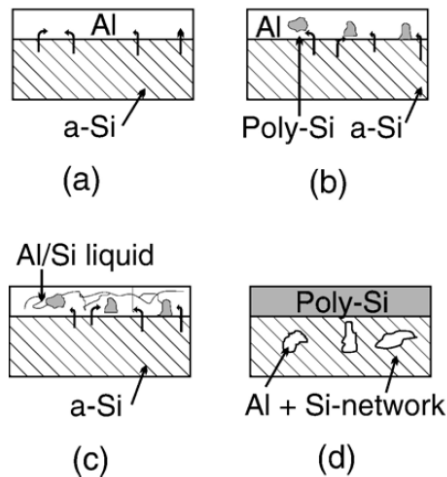 Al
a-Si
(a)
Al
Poly-Si a-Si
(b)
Al/Si liquid
a-Si
(c)
Poly-Si
Al + Si-network
(d)